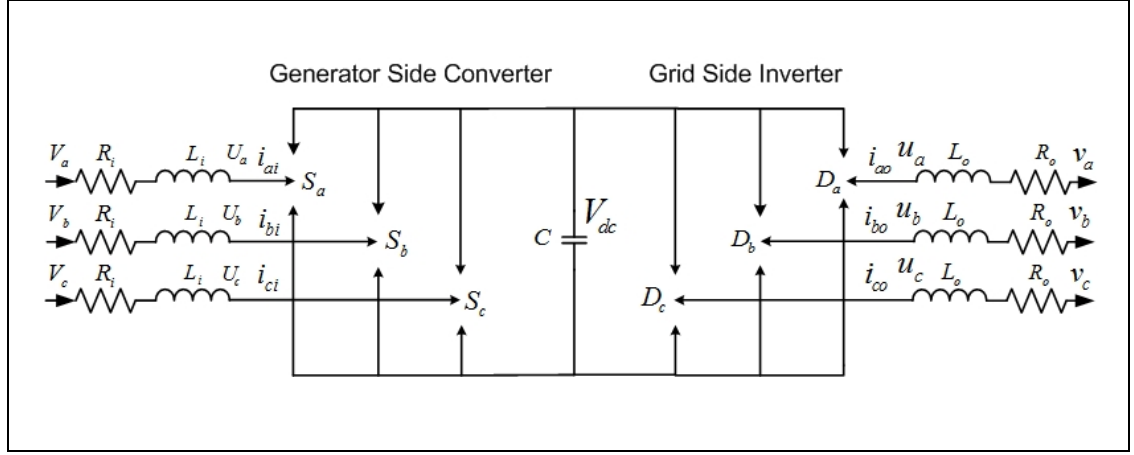 Generator Side Converter Grid Side Inverter
V_a R_i L_i U_a i_ai S_a D_a i_ao u_a L_o R_o v_a
V_b R_i L_i U_b i_bi S_b C V_dc D_b i_bo u_b L_o R_o v_b
V_c R_i L_i U_c i_ci S_c D_c i_co u_c L_o R_o v_c